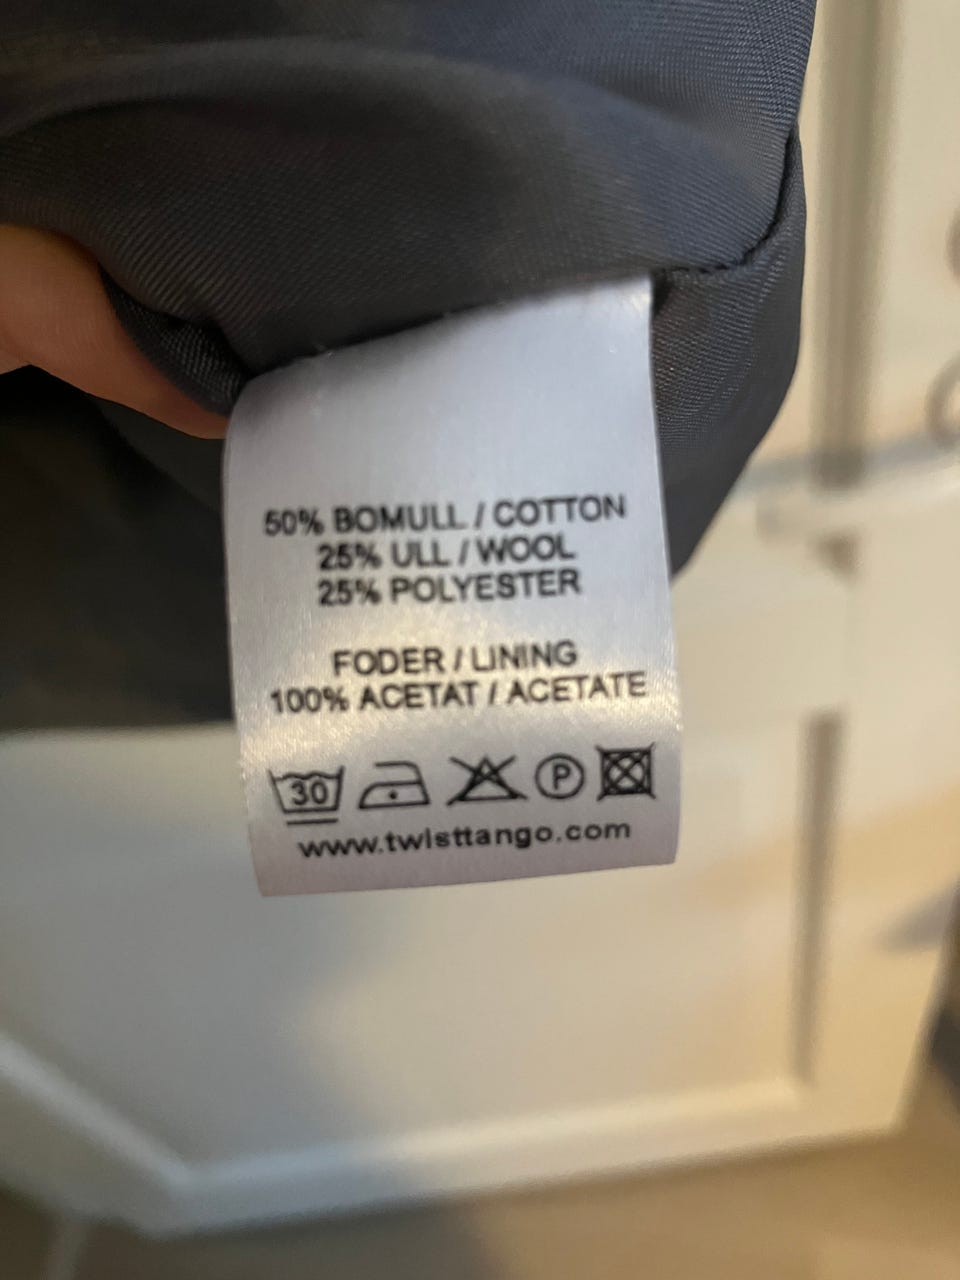 50% BOMULL / COTTON
25% ULL / WOOL
25% POLYESTER
FODER / LINING
100% ACETAT / ACETATE
30 P
www.twisttango.com